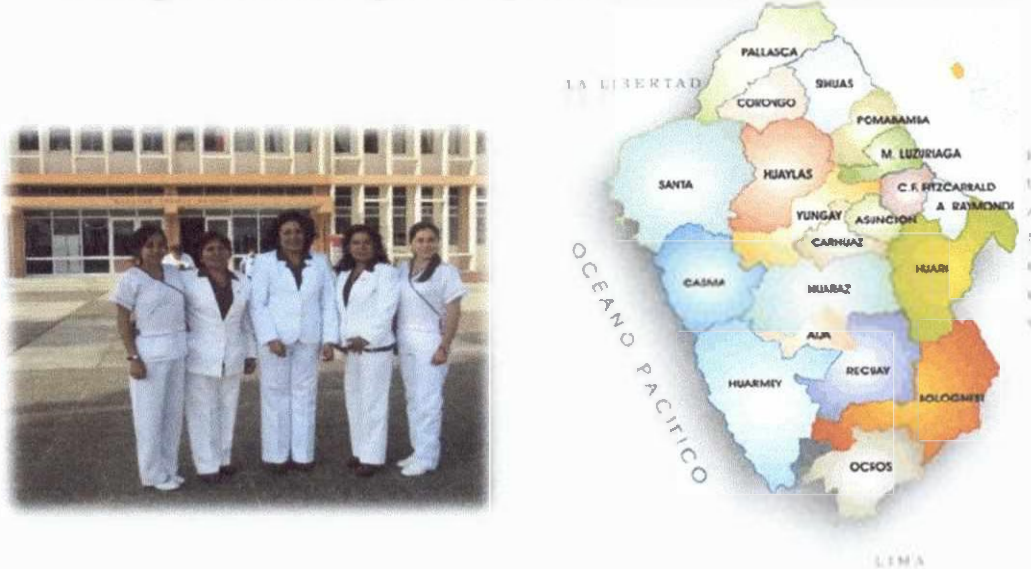 PALLASCA
LA LIBERTAD
SIHUAS
CORONGO
POMABAMBA
M. LUZURIAGA
HUAYLAS
SANTA
C.F. FITZCARRALD
A. RAYMONDI
YUNGAY
ASUNCION
CARHUAZ
HUARI
CASMA
HUARAZ
OCEANO PACIFICO
AIJA
RECUAY
HUARMEY
BOLOGNESI
OCROS
LIMA